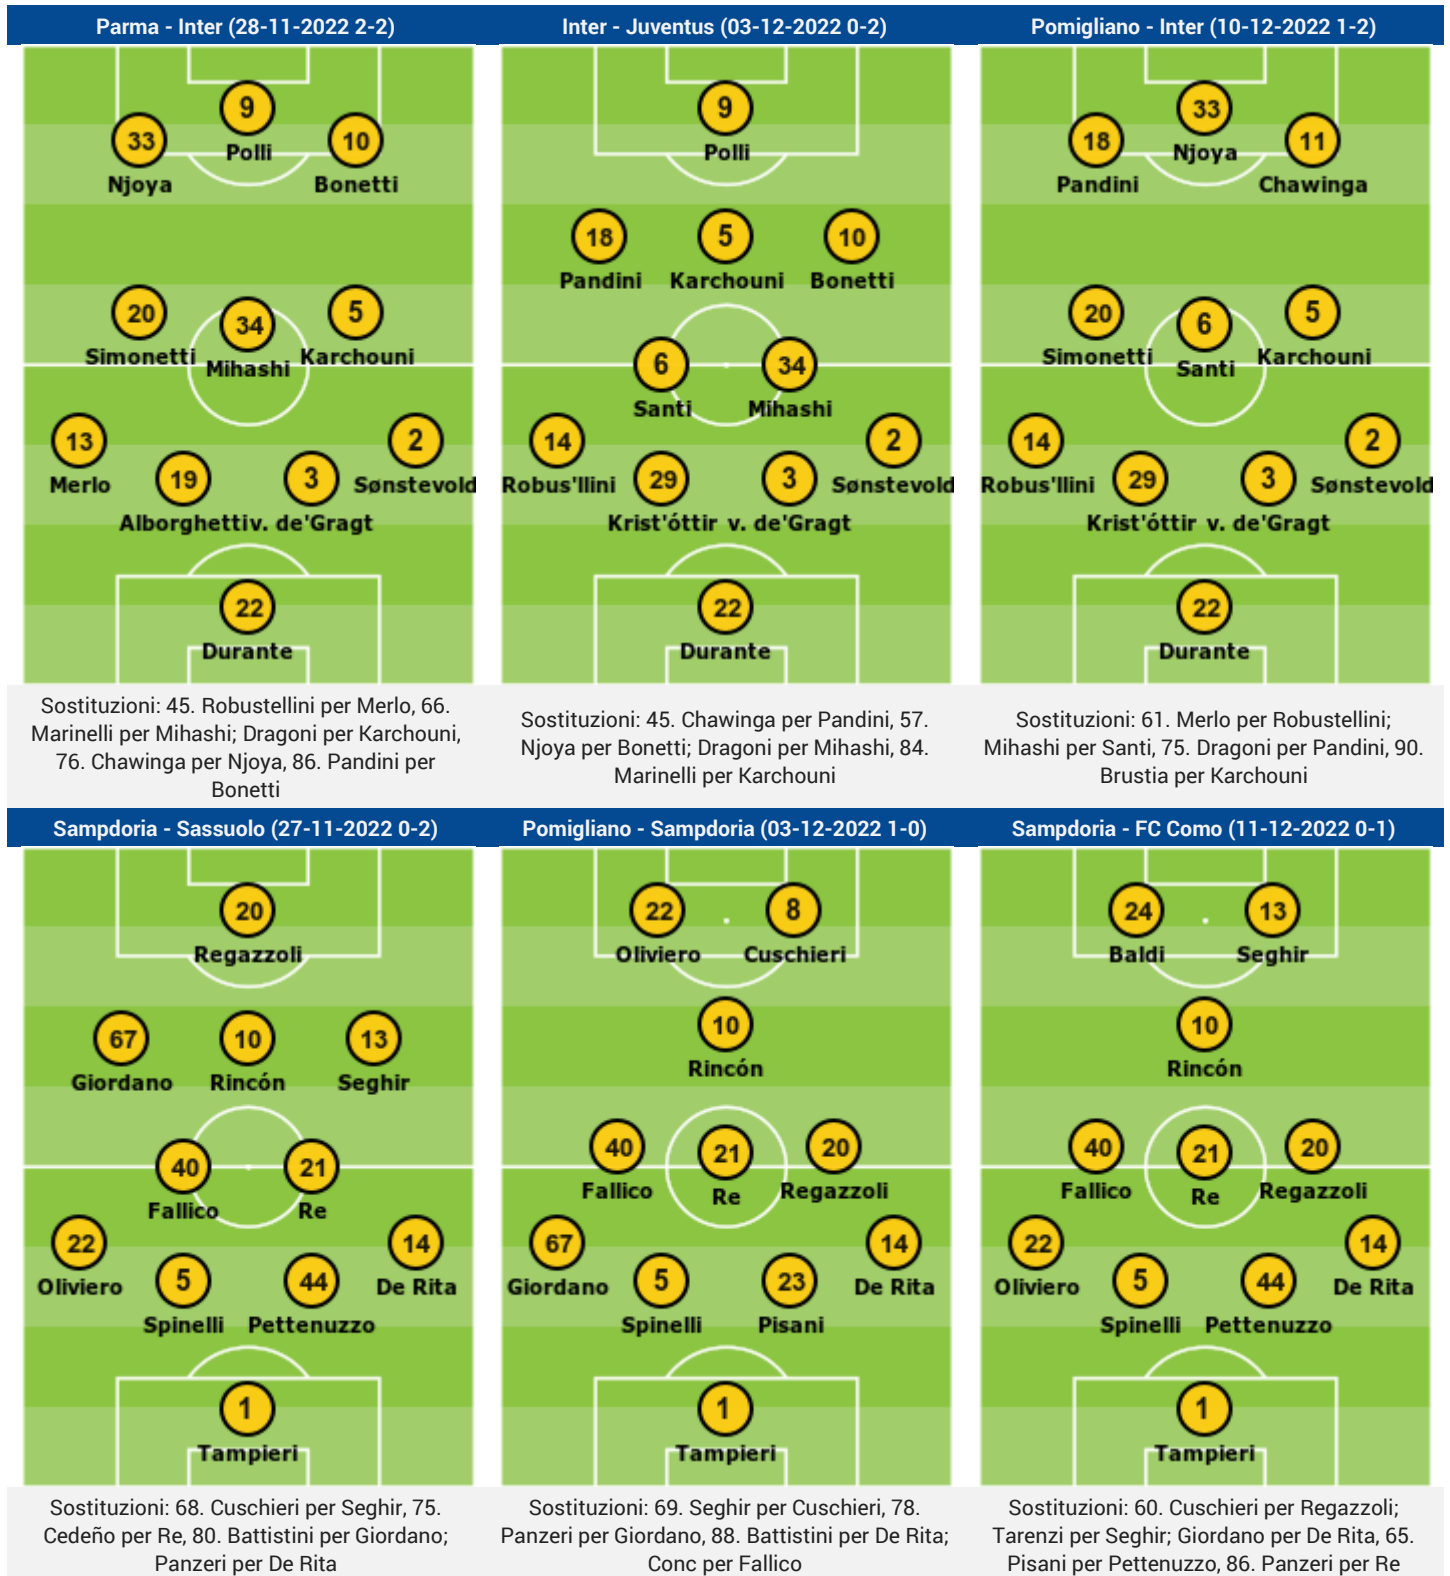 Parma - Inter (28-11-2022 2-2)
9
Polli
33
Njoya
10
Bonetti
20
Simonetti
34
Mihashi
5
Karchouni
13
Merlo
19
Alborghetti
3
v. de'Gragt
2
Sønstevold
22
Durante
Sostituzioni: 45. Robustellini per Merlo, 66.
Marinelli per Mihashi; Dragoni per Karchouni,
76. Chawinga per Njoya, 86. Pandini per
Bonetti
Inter - Juventus (03-12-2022 0-2)
9
Polli
18
Pandini
5
Karchouni
10
Bonetti
6
Santi
34
Mihashi
14
Robus'llini
29
Krist'óttir
3
v. de'Gragt
2
Sønstevold
22
Durante
Sostituzioni: 45. Chawinga per Pandini, 57.
Njoya per Bonetti; Dragoni per Mihashi, 84.
Marinelli per Karchouni
Pomigliano - Inter (10-12-2022 1-2)
18
Pandini
33
Njoya
11
Chawinga
20
Simonetti
6
Santi
5
Karchouni
14
Robus'llini
29
Krist'óttir
3
v. de'Gragt
2
Sønstevold
22
Durante
Sostituzioni: 61. Merlo per Robustellini;
Mihashi per Santi, 75. Dragoni per Pandini, 90.
Brustia per Karchouni
Sampdoria - Sassuolo (27-11-2022 0-2)
20
Regazzoli
67
Giordano
10
Rincón
13
Seghir
40
Fallico
21
Re
22
Oliviero
5
Spinelli
44
Pettenuzzo
14
De Rita
1
Tampieri
Sostituzioni: 68. Cuschieri per Seghir, 75.
Cedeño per Re, 80. Battistini per Giordano;
Panzeri per De Rita
Pomigliano - Sampdoria (03-12-2022 1-0)
22
Oliviero
8
Cuschieri
10
Rincón
40
Fallico
21
Re
20
Regazzoli
67
Giordano
5
Spinelli
23
Pisani
14
De Rita
1
Tampieri
Sostituzioni: 69. Seghir per Cuschieri, 78.
Panzeri per Giordano, 88. Battistini per De Rita;
Conc per Fallico
Sampdoria - FC Como (11-12-2022 0-1)
24
Baldi
13
Seghir
10
Rincón
40
Fallico
21
Re
20
Regazzoli
22
Oliviero
5
Spinelli
44
Pettenuzzo
14
De Rita
1
Tampieri
Sostituzioni: 60. Cuschieri per Regazzoli;
Tarenzi per Seghir; Giordano per De Rita, 65.
Pisani per Pettenuzzo, 86. Panzeri per Re